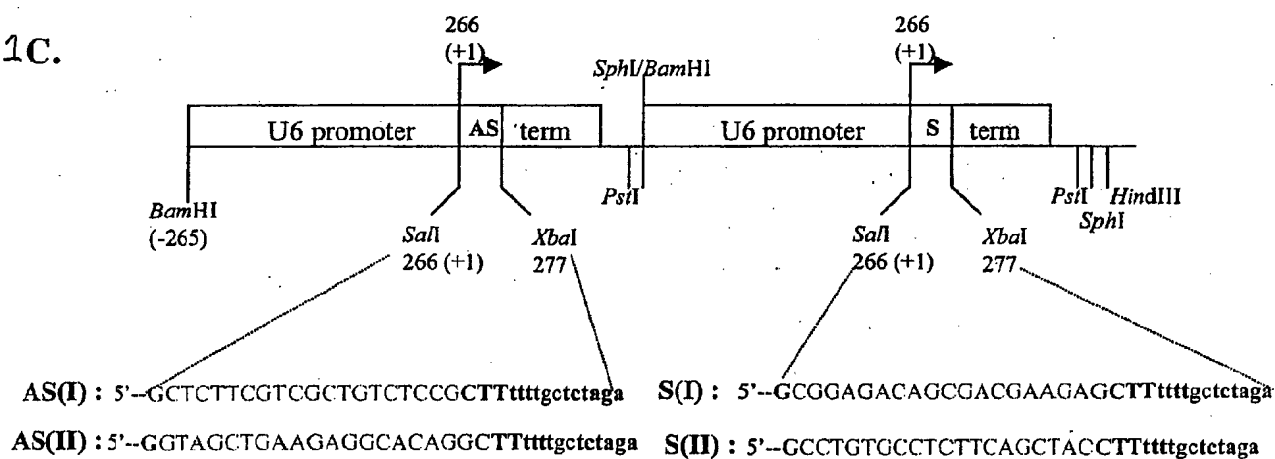 1C.
266 266
(+1) (+1)
SphI/BamHI
U6 promoter AS term U6 promoter S term
BamHI PstI PstI HindIII
(-265) SphI
SalI XbaI SalI XbaI
266 (+1) 277 266 (+1) 277
AS(I) : 5'--GCTCTTCGTCGCTGTCTCCGCTTttttgctctaga S(I) : 5'--GCGGAGACAGCGACGAAGAGCTTttttgctctaga
AS(II) : 5'--GGTAGCTGAAGAGGCACAGGCTTttttgctctaga S(II) : 5'--GCCTGTGCCTCTTCAGCTACCTTttttgctctaga